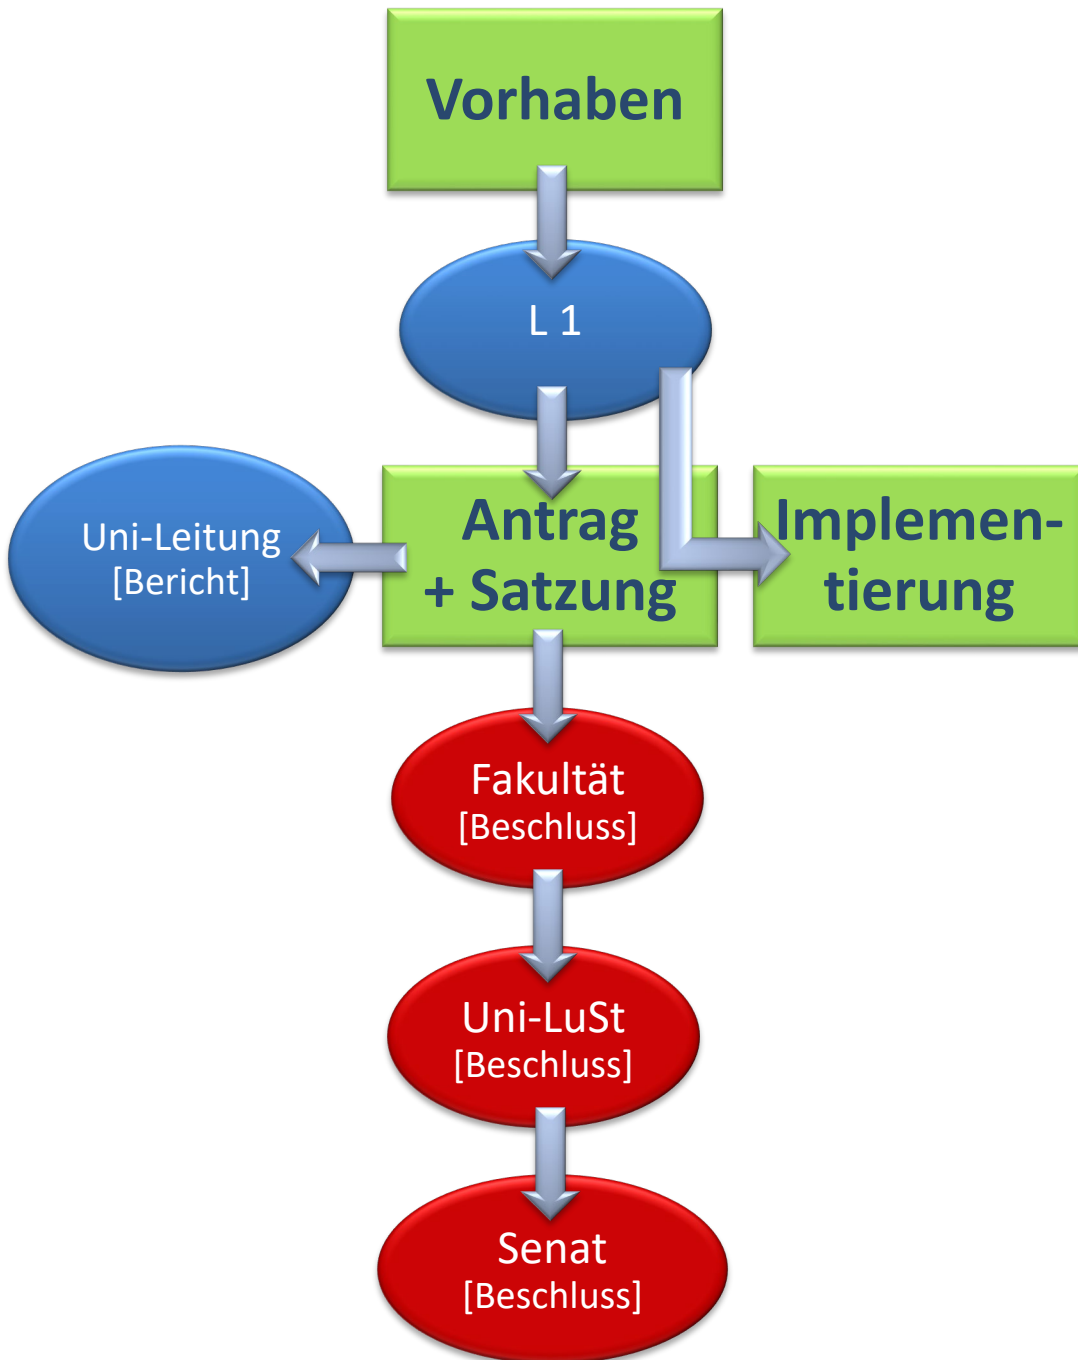 Vorhaben
L 1
Uni-Leitung
[Bericht]
Antrag
+ Satzung
Implemen-
tierung
Fakultät
[Beschluss]
Uni-LuSt
[Beschluss]
Senat
[Beschluss]